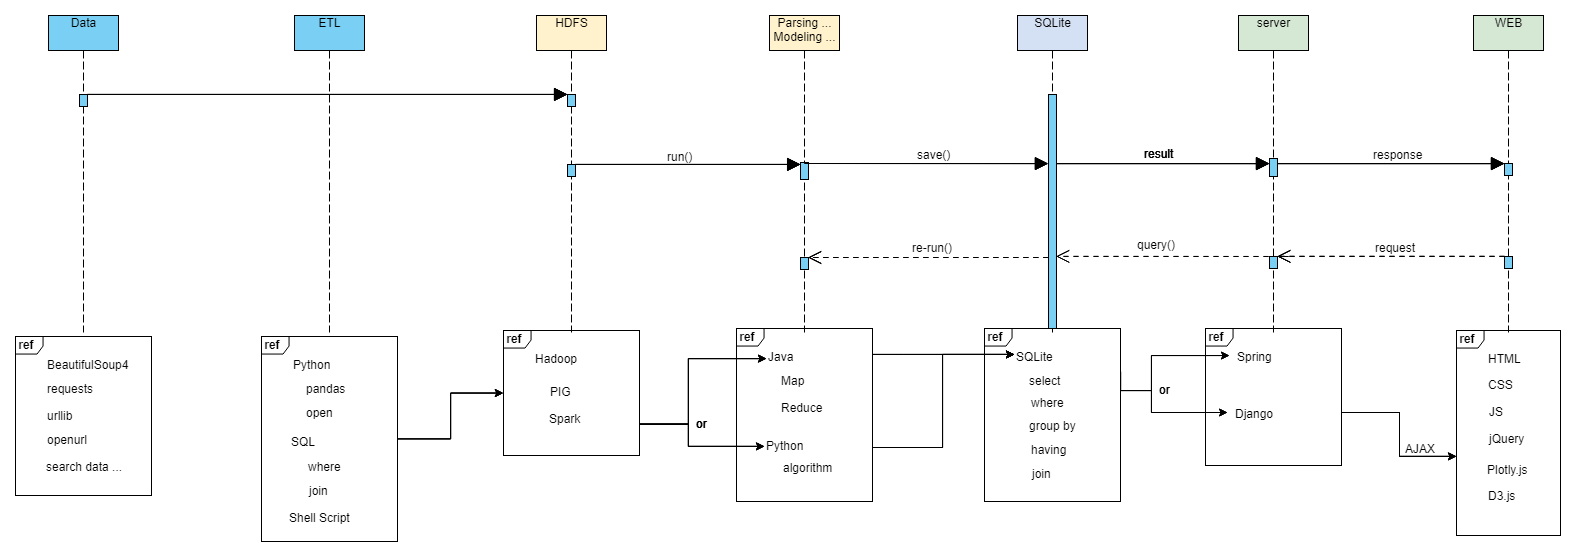 Data
ETL
HDFS
Parsing ...
Modeling ...
SQLite
server
WEB
run()
save()
result
response
re-run()
query()
request
ref
BeautifulSoup4
requests
urllib
openurl
search data ...
ref
Python
pandas
open
SQL
where
join
Shell Script
ref
Hadoop
PIG
Spark
or
ref
Java
Map
Reduce
Python
algorithm
ref
SQLite
select
where
group by
having
join
or
ref
Spring
Django
AJAX
ref
HTML
CSS
JS
jQuery
Plotly.js
D3.js